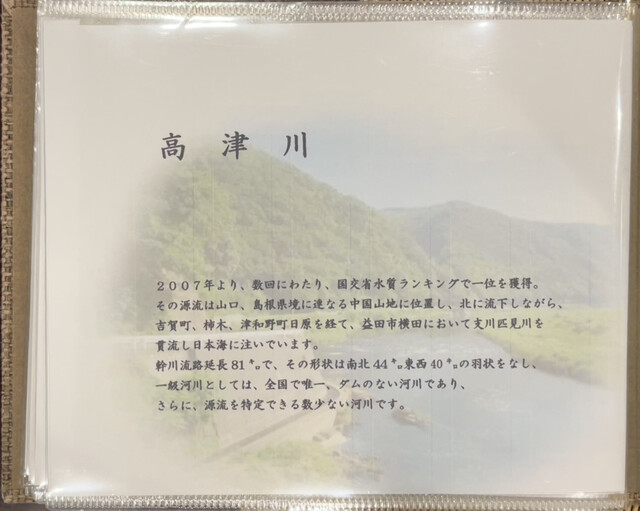 高津川
2007年より、数回にわたり、国交省水質ランキングで一位を獲得。
その源流は山口、島根県境に連なる中国山地に位置し、北に流下しながら、
吉賀町、柿木、津和野町日原を経て、益田市横田において支川匹見川を
貫流し日本海に注いでいます。
幹川流路延長81㌔で、その形状は南北44㌔東西40㌔の羽状をなし、
一級河川としては、全国で唯一、ダムのない河川であり、
さらに、源流を特定できる数少ない河川です。